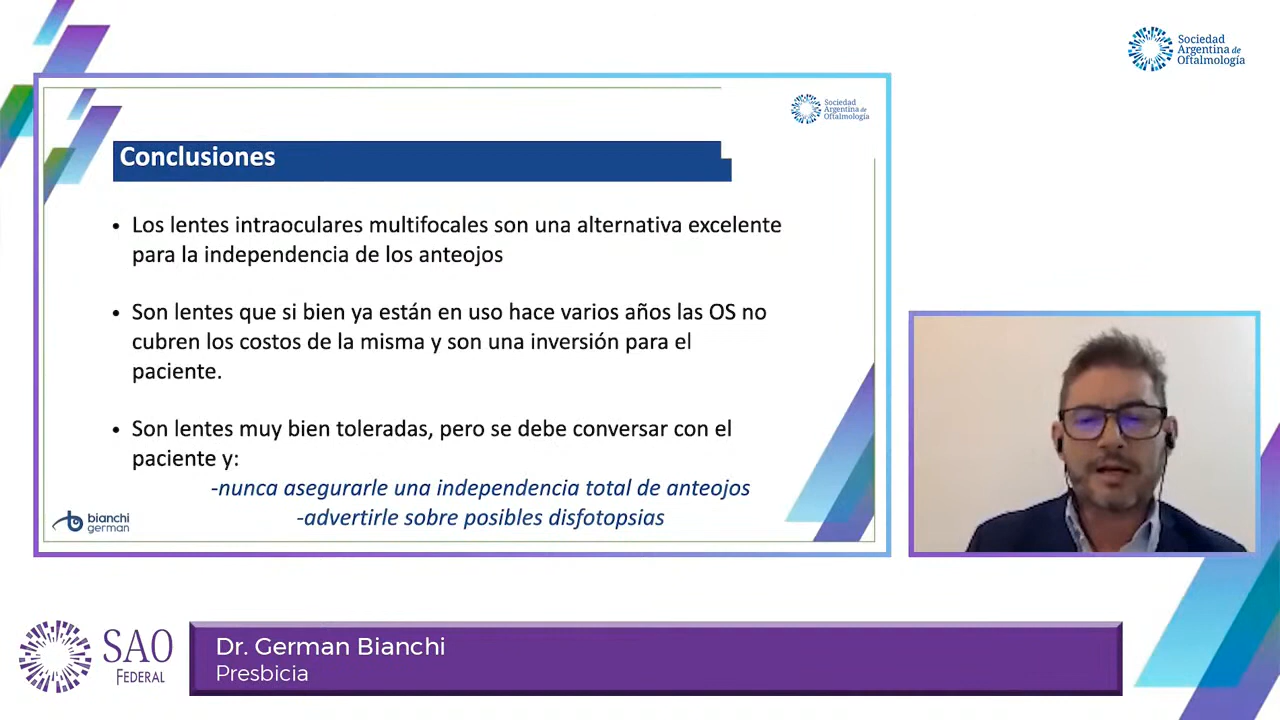 Sociedad
Argentina de
Oftalmología
Sociedad
Argentina de
Oftalmología
Conclusiones
• Los lentes intraoculares multifocales son una alternativa excelente
para la independencia de los anteojos
• Son lentes que si bien ya están en uso hace varios años las OS no
cubren los costos de la misma y son una inversión para el
paciente.
• Son lentes muy bien toleradas, pero se debe conversar con el
paciente y:
-nunca asegurarle una independencia total de anteojos
-advertirle sobre posibles disfotopsias
bianchi
german
SAO
FEDERAL
Dr. German Bianchi
Presbicia